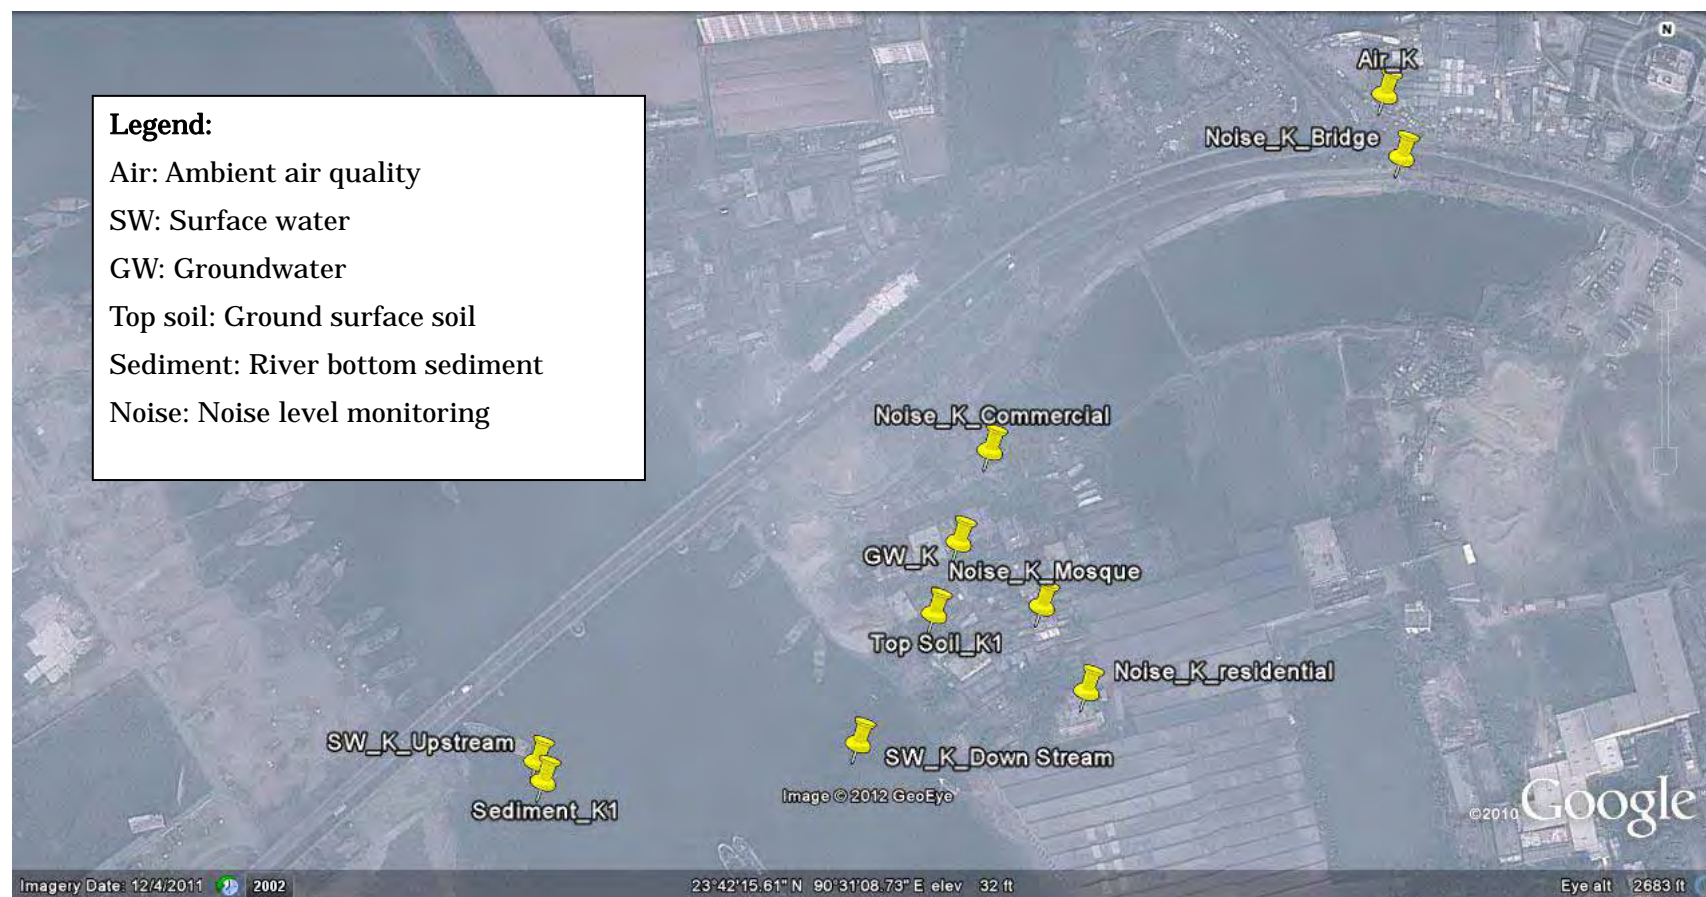 N
Air_K
Noise_K_Bridge
Legend:
Air: Ambient air quality
SW: Surface water
GW: Groundwater
Top soil: Ground surface soil
Sediment: River bottom sediment
Noise: Noise level monitoring
Noise_K_Commercial
GW_K
Noise_K_Mosque
Top Soil_K1
Noise_K_residential
SW_K_Upstream
SW_K_Down Stream
Sediment_K1
Image © 2012 GeoEye
©2010 Google
Imagery Date: 12/4/2011 2002 23°42'15.61" N 90°31'08.73" E elev 32 ft Eye alt 2683 ft